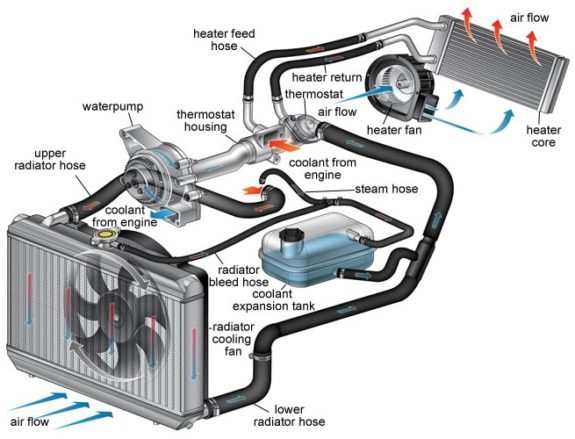 air flow
heater feed
hose
heater return
thermostat
waterpump
thermostat
housing
air flow
heater fan
heater
core
upper
radiator hose
coolant from
engine
steam hose
coolant
from engine
radiator
bleed hose
coolant
expansion tank
radiator
cooling
fan
air flow
lower
radiator hose